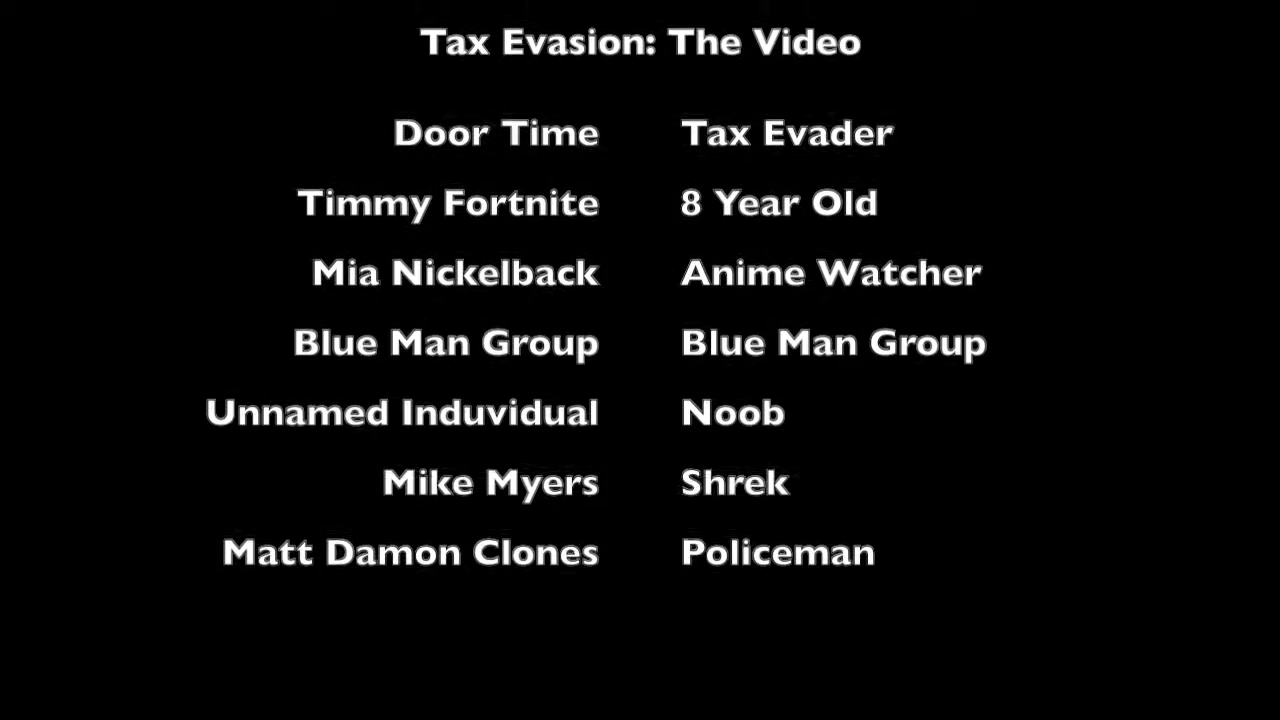 Tax Evasion: The Video
Door Time Tax Evader
Timmy Fortnite 8 Year Old
Mia Nickelback Anime Watcher
Blue Man Group Blue Man Group
Unnamed Induvidual Noob
Mike Myers Shrek
Matt Damon Clones Policeman